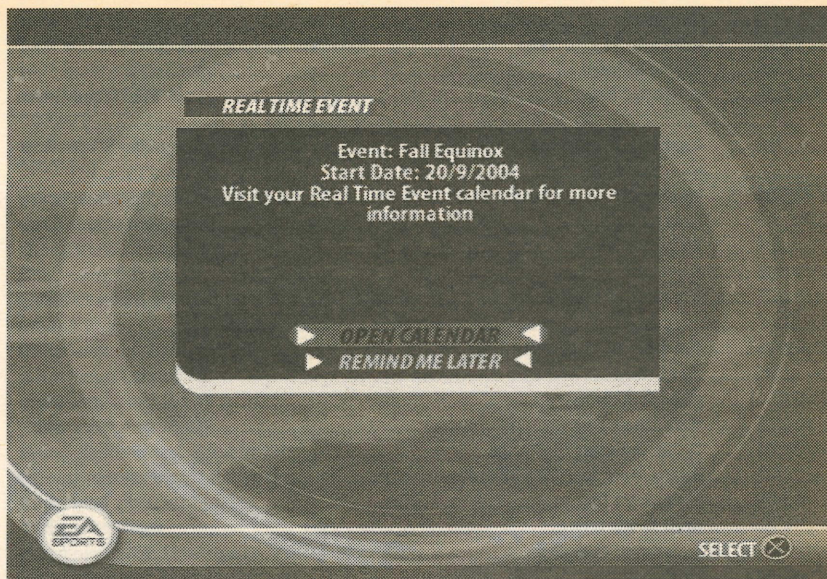 REAL TIME EVENT
Event: Fall Equinox
Start Date: 20/9/2004
Visit your Real Time Event calendar for more
information
OPEN CALENDAR
REMIND ME LATER
EA
SPORTS
SELECT